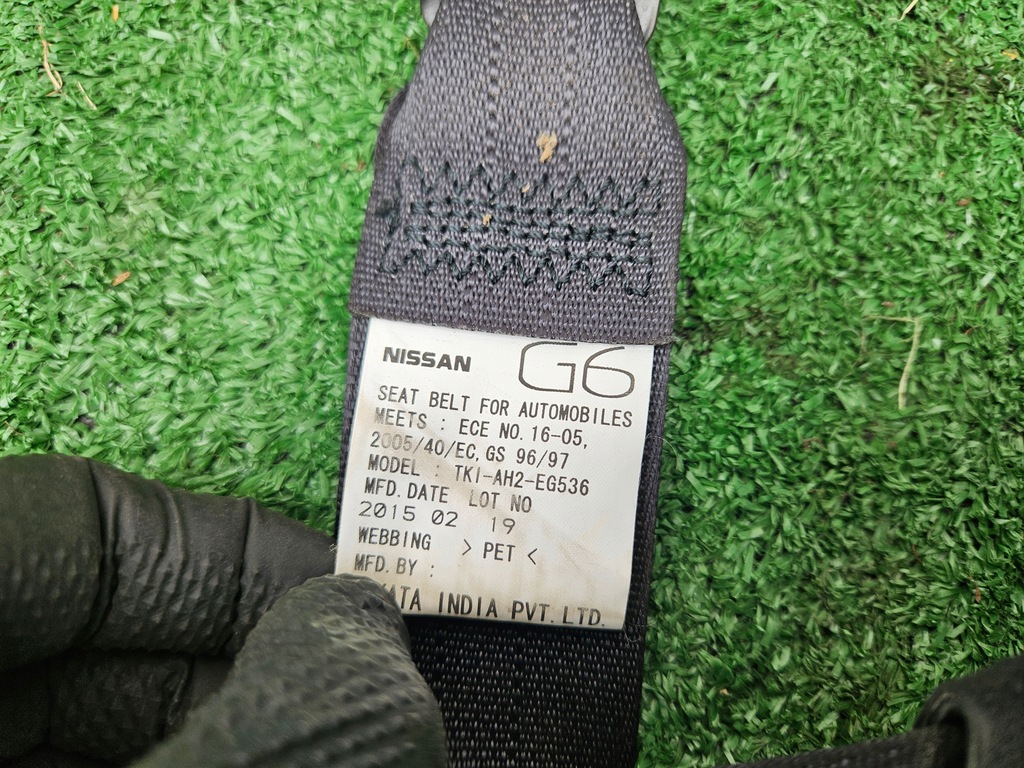 NISSAN G6
SEAT BELT FOR AUTOMOBILES
MEETS : ECE NO. 16-05,
2005/40/EC, GS 96/97
MODEL : TKI-AH2-EG536
MFD. DATE LOT NO
2015 02 19
WEBBING > PET <
MFD. BY :
INDIA PVT. LTD.